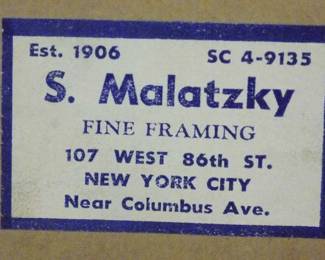 Est. 1906 SC 4-9135
S. Malatzky
FINE FRAMING
107 WEST 86th ST.
NEW YORK CITY
Near Columbus Ave.